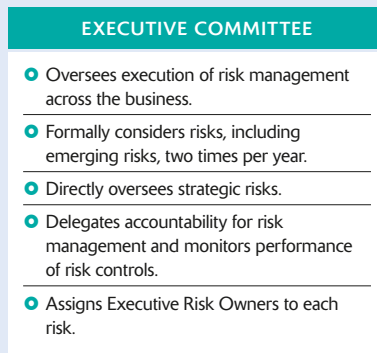 EXECUTIVE COMMITTEE
Oversees execution of risk management
across the business.
Formally considers risks, including
emerging risks, two times per year.
Directly oversees strategic risks.
Delegates accountability for risk
management and monitors performance
of risk controls.
Assigns Executive Risk Owners to each
risk.